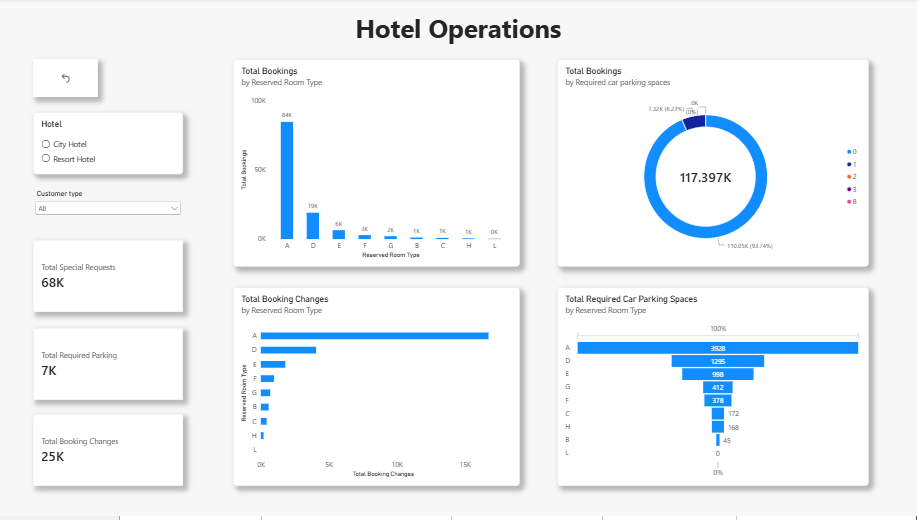 Hotel Operations
Hotel
City Hotel
Resort Hotel
Customer type
All
Total Special Requests
68K
Total Required Parking
7K
Total Booking Changes
25K
Total Bookings
by Reserved Room Type
100K
50K
0K
Total Bookings
84K
19K
6K
3K
2K
1K
1K
1K
0K
A D E F G B C H L
Reserved Room Type
Total Bookings
by Required car parking spaces
0K
(0%)
7.32K (6.23%)
117.397K
110.05K (93.74%)
0
1
2
3
8
Total Booking Changes
by Reserved Room Type
Reserved Room Type
A
D
E
F
G
B
C
H
L
0K 5K 10K 15K
Total Booking Changes
Total Required Car Parking Spaces
by Reserved Room Type
100%
A 3928
D 1295
E 998
G 412
F 378
C 172
H 168
B 45
L 0
0%